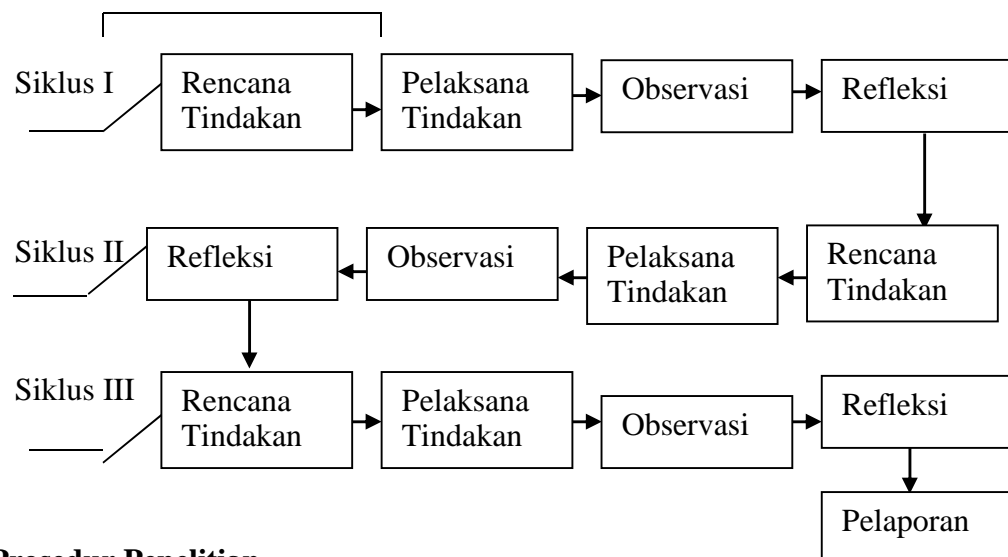 Siklus I
Rencana
Tindakan
Pelaksana
Tindakan
Observasi
Refleksi
Siklus II
Refleksi
Observasi
Pelaksana
Tindakan
Rencana
Tindakan
Siklus III
Rencana
Tindakan
Pelaksana
Tindakan
Observasi
Refleksi
Pelaporan
Prosedur Penelitian